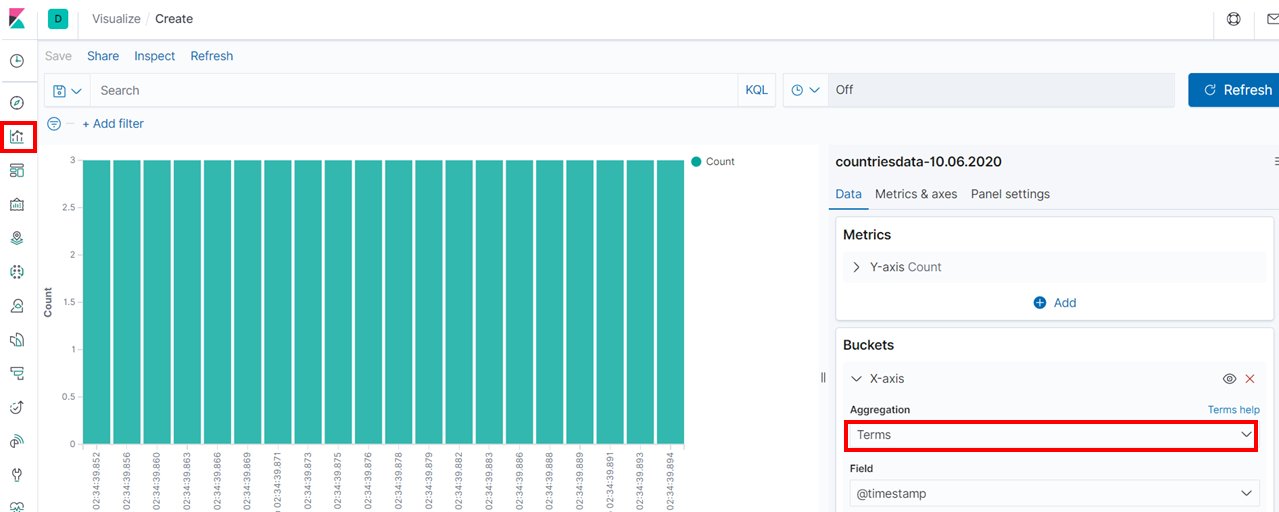 D Visualize / Create
Save Share Inspect Refresh
Search KQL Off Refresh
+ Add filter
countriesdata-10.06.2020
Data Metrics & axes Panel settings
Metrics
Y-axis Count
Add
Buckets
X-axis
Aggregation Terms help
Terms
Field
@timestamp
Count
3
2.5
2
1.5
1
0.5
0
Count
02:34:39.852
02:34:39.856
02:34:39.860
02:34:39.863
02:34:39.866
02:34:39.869
02:34:39.871
02:34:39.873
02:34:39.875
02:34:39.876
02:34:39.878
02:34:39.879
02:34:39.882
02:34:39.883
02:34:39.886
02:34:39.888
02:34:39.889
02:34:39.891
02:34:39.893
02:34:39.894